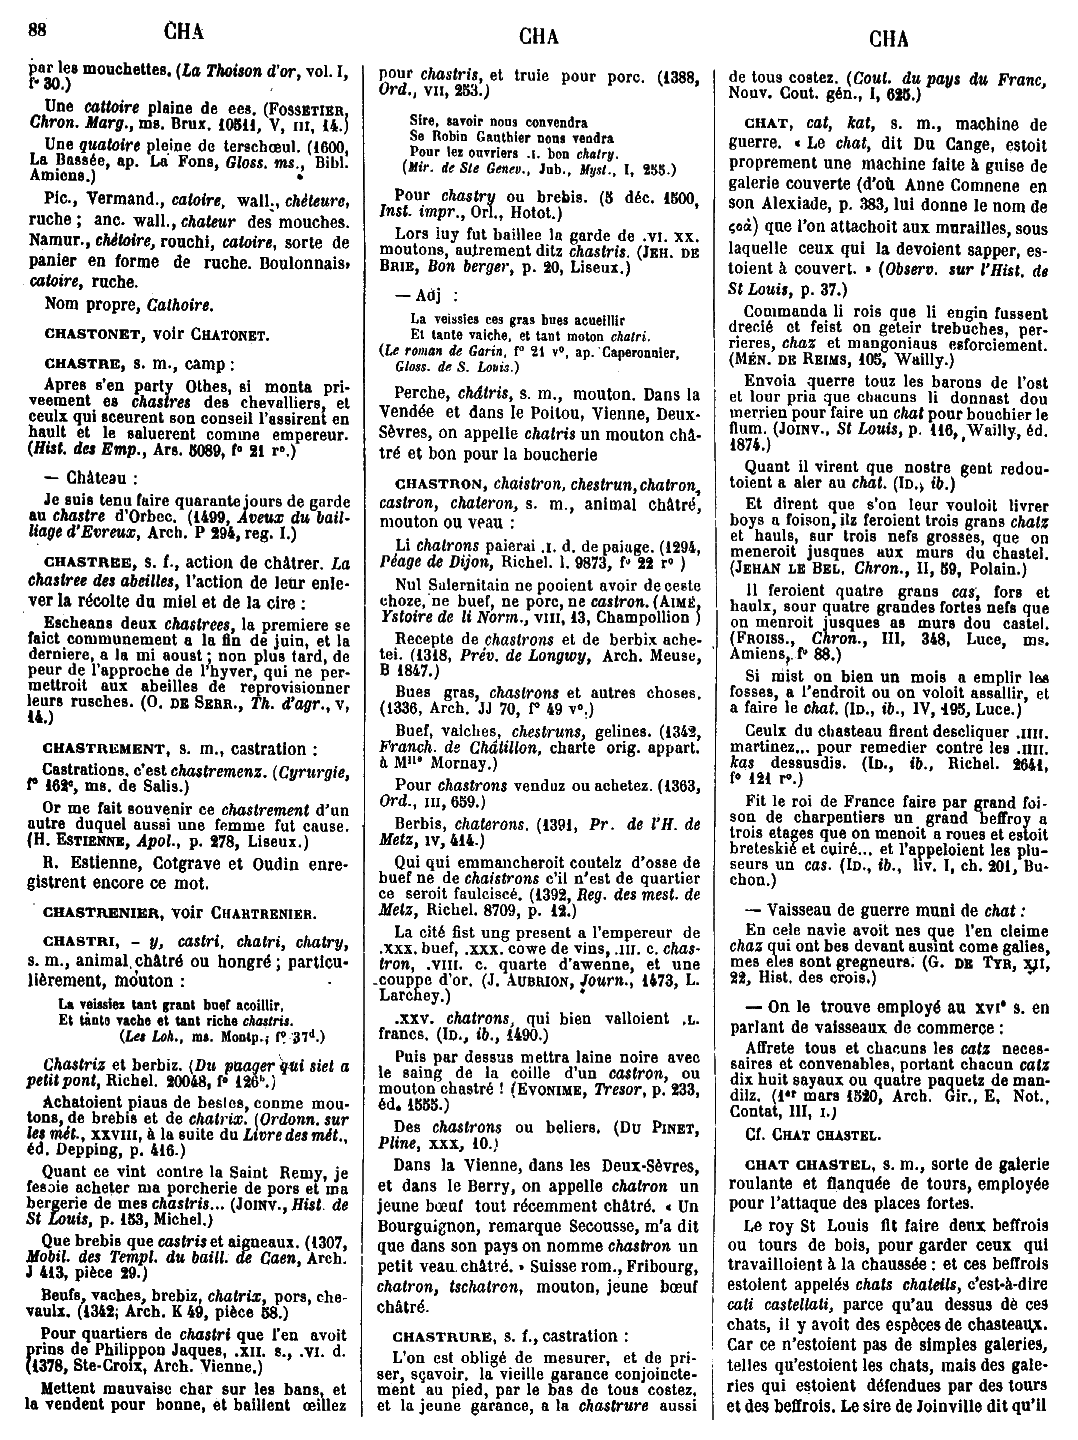 88
CHA
CHA
CHA
par les mouchettes. (La Thoison d'or, vol. I,
f° 30.)
Une cattoire plaine de ees. (FOSSETIER,
Chron. Marg., ms. Brux. 10511, V, III, 14.)
Une quatoire pleine de terschœul. (1600,
La Bassée, ap. La Fons, Gloss. ms., Bibl.
Amiens.)
Pic., Vermand., catoire, wall., chéteure,
ruche ; anc. wall., chateur des mouches.
Namur., chétoire, rouchi, catoire, sorte de
panier en forme de ruche. Boulonnais,
catoire, ruche.
Nom propre, Cathoire.
CHASTONET, voir CHATONET.
CHASTRE, s. m., camp :
Apres s'en party Othes, si monta pri-
veement es chastres des chevalliers, et
ceulx qui sceurent son conseil l'assirent en
hault et le saluerent comme empereur.
(Hist. des Emp., Ars. 5089, f° 21 r°.)
— Château :
Je suis tenu faire quarante jours de garde
au chastre d'Orbec. (1499, Aveux du bail-
liage d'Evreux, Arch. P 294, reg. I.)
CHASTREE, s. f., action de châtrer. La
chastree des abeilles, l'action de leur enle-
ver la récolte du miel et de la cire :
Escheans deux chastrees, la premiere se
faict communement a la fin de juin, et la
derniere, a la mi aoust ; non plus tard, de
peur de l'approche de l'hyver, qui ne per-
mettroit aux abeilles de reprovisionner
leurs rusches. (O. DE SERR., Th. d'agr., V,
14.)
CHASTREMENT, s. m., castration :
Castrations, c'est chastremenz. (Cyrurgie,
f° 162ᶜ, ms. de Salis.)
Or me fait souvenir ce chastrement d'un
autre duquel aussi une femme fut cause.
(H. ESTIENNE, Apol., p. 278, Liseux.)
R. Estienne, Cotgrave et Oudin enre-
gistrent encore ce mot.
CHASTRENIER, voir CHARTRENIER.
CHASTRI, - y, castri, chatri, chatry,
s. m., animal châtré ou hongré ; particu-
lièrement, mouton :
La veissiez tant grant buef acoillir,
Et tante vache et tant riche chastris.
(Les Loh., ms. Montp., f° 37ᵈ.)
Chastriz et berbiz. (Du paager qui siet a
petit pont, Richel. 20048, f° 126ᵇ.)
Achatoient piaus de bestes, conme mou-
tons, de brebis et de chatrix. (Ordonn. sur
les mét., XXVIII, à la suite du Livre des mét.,
éd. Depping, p. 416.)
Quant ce vint contre la Saint Remy, je
fesoie acheter ma porcherie de pors et ma
bergerie de mes chastris... (JOINV., Hist. de
St Louis, p. 153, Michel.)
Que brebis que castris et aigneaux. (1307,
Mobil. des Templ. du baill. de Caen, Arch.
J 413, pièce 29.)
Beufs, vaches, brebiz, chatrix, pors, che-
vaulx. (1342; Arch. K 49, pièce 58.)
Pour quartiers de chastri que l'en avoit
prins de Philippon Jaques, .XII. s., .VI. d.
(1378, Ste-Croix, Arch. Vienne.)
Mettent mauvaise char sur les bans, et
la vendent pour bonne, et baillent œillez
pour chastris, et truie pour porc. (1388,
Ord., VII, 253.)
Sire, savoir nous convendra
Se Robin Ganthier nons vendra
Pour lez ouvriers .I. bon chatry.
(Mir. de Ste Genev., Jub., Myst., I, 255.)
Pour chastry ou brebis. (5 déc. 1500,
Inst. impr., Orl., Hotot.)
Lors luy fut baillee la garde de .VI. XX.
moutons, autrement ditz chastris. (JEH. DE
BRIE, Bon berger, p. 20, Liseux.)
— Adj :
La veissies ces gras bues acueillir
Et tante vaiche, et tant moton chatri.
(Le roman de Garin, f° 21 v°, ap. Caperonnier,
Gloss. de S. Louis.)
Perche, châtris, s. m., mouton. Dans la
Vendée et dans le Poitou, Vienne, Deux-
Sèvres, on appelle chatris un mouton châ-
tré et bon pour la boucherie
CHASTRON, chaistron, chestrun, chatron,
castron, chateron, s. m., animal châtré,
mouton ou veau :
Li chatrons paierai .I. d. de paiage. (1294,
Péage de Dijon, Richel. l. 9873, f° 22 r° )
Nul Salernitain ne pooient avoir de ceste
choze, ne buef, ne porc, ne castron. (AIMÉ,
Ystoire de li Norm., VIII, 13, Champollion )
Recepte de chastrons et de berbix ache-
tei. (1318, Prév. de Longwy, Arch. Meuse,
B 1847.)
Bues gras, chastrons et autres choses.
(1336, Arch. JJ 70, f° 49 v°.)
Buef, vaiches, chestruns, gelines. (1342,
Franch. de Châtillon, charte orig. appart.
à Mˡˡᵉ Mornay.)
Pour chastrons venduz ou achetez. (1363,
Ord., III, 659.)
Berbis, chaterons. (1391, Pr. de l'H. de
Metz, IV, 414.)
Qui qui emmancheroit coutelz d'osse de
buef ne de chaistrons c'il n'est de quartier
ce seroit faulciscé. (1392, Reg. des mest. de
Metz, Richel. 8709, p. 12.)
La cité fist ung present a l'empereur de
.XXX. buef, .XXX. cowe de vins, .III. c. chas-
tron, .VIII. c. quarte d'awenne, et une
couppe d'or. (J. AUBRION, Journ., 1473, L.
Larchey.)
.XXV. chatrons, qui bien valloient .L.
francs. (ID., ib., 1490.)
Puis par dessus mettra laine noire avec
le saing de la coille d'un castron, ou
mouton chastré ! (EVONIME, Tresor, p. 233,
éd. 1555.)
Des chastrons ou beliers. (DU PINET,
Pline, XXX, 10.)
Dans la Vienne, dans les Deux-Sèvres,
et dans le Berry, on appelle chatron un
jeune bœuf tout récemment châtré. « Un
Bourguignon, remarque Secousse, m'a dit
que dans son pays on nomme chastron un
petit veau châtré. » Suisse rom., Fribourg,
chatron, tschatron, mouton, jeune bœuf
châtré.
CHASTRURE, s. f., castration :
L'on est obligé de mesurer, et de pri-
ser, sçavoir, la vieille garance conjoincte-
ment au pied, par le bas de tous costez,
et la jeune garance, a la chastrure aussi
de tous costez. (Cout. du pays du Franc,
Nouv. Cout. gén., I, 625.)
CHAT, cat, kat, s. m., machine de
guerre. « Le chat, dit Du Cange, estoit
proprement une machine faite à guise de
galerie couverte (d'où Anne Comnene en
son Alexiade, p. 383, lui donne le nom de
ςοὰ) que l'on attachoit aux murailles, sous
laquelle ceux qui la devoient sapper, es-
toient à couvert. » (Observ. sur l'Hist. de
St Louis, p. 37.)
Commanda li rois que li engin fussent
drecié et feist on geteir trebuches, per-
rieres, chaz et mangoniaus esforciement.
(MÉN. DE REIMS, 105, Wailly.)
Envoia querre touz les barons de l'ost
et lour pria que chacuns li donnast dou
merrien pour faire un chat pour bouchier le
flum. (JOINV., St Louis, p. 116, Wailly, éd.
1874.)
Quant il virent que nostre gent redou-
toient a aler au chat. (ID., ib.)
Et dirent que s'on leur vouloit livrer
boys a foison, ilz feroient trois grans chatz
et hauls, sur trois nefs grosses, que on
meneroit jusques aux murs du chastel.
(JEHAN LE BEL, Chron., II, 59, Polain.)
Il feroient quatre grans cas, fors et
haulx, sour quatre grandes fortes nefs que
on menroit jusques as murs dou castel.
(FROISS., Chron., III, 348, Luce, ms.
Amiens, f° 88.)
Si mist on bien un mois a emplir les
fosses, a l'endroit ou on voloit assallir, et
a faire le chat. (ID., ib., IV, 195, Luce.)
Ceulx du chasteau firent descliquer .IIII.
martinez... pour remedier contre les .IIII.
kas dessusdis. (ID., ib., Richel. 2641,
f° 121 r°.)
Fit le roi de France faire par grand foi-
son de charpentiers un grand beffroy a
trois etages que on menoit a roues et estoit
breteskié et cuiré... et l'appeloient les plu-
seurs un cas. (ID., ib., liv. I, ch. 201, Bu-
chon.)
— Vaisseau de guerre muni de chat :
En cele navie avoit nes que l'en cleime
chaz qui ont bes devant ausint come galies,
mes eles sont gregneurs. (G. DE TYR, XII,
22, Hist. des crois.)
— On le trouve employé au XVIᵉ s. en
parlant de vaisseaux de commerce :
Affrete tous et chacuns les catz neces-
saires et convenables, portant chacun catz
dix huit sayaux ou quatre paquetz de man-
dilz. (1ᵉʳ mars 1520, Arch. Gir., E, Not.,
Contat, III, 1.)
Cf. CHAT CHASTEL.
CHAT CHASTEL, s. m., sorte de galerie
roulante et flanquée de tours, employée
pour l'attaque des places fortes.
Le roy St Louis fit faire deux beffrois
ou tours de bois, pour garder ceux qui
travailloient à la chaussée : et ces beffrois
estoient appelés chats chateils, c'est-à-dire
cati castellati, parce qu'au dessus dè ces
chats, il y avoit des espèces de chasteaux.
Car ce n'estoient pas de simples galeries,
telles qu'estoient les chats, mais des gale-
ries qui estoient défendues par des tours
et des beffrois. Le sire de Joinville dit qu'il